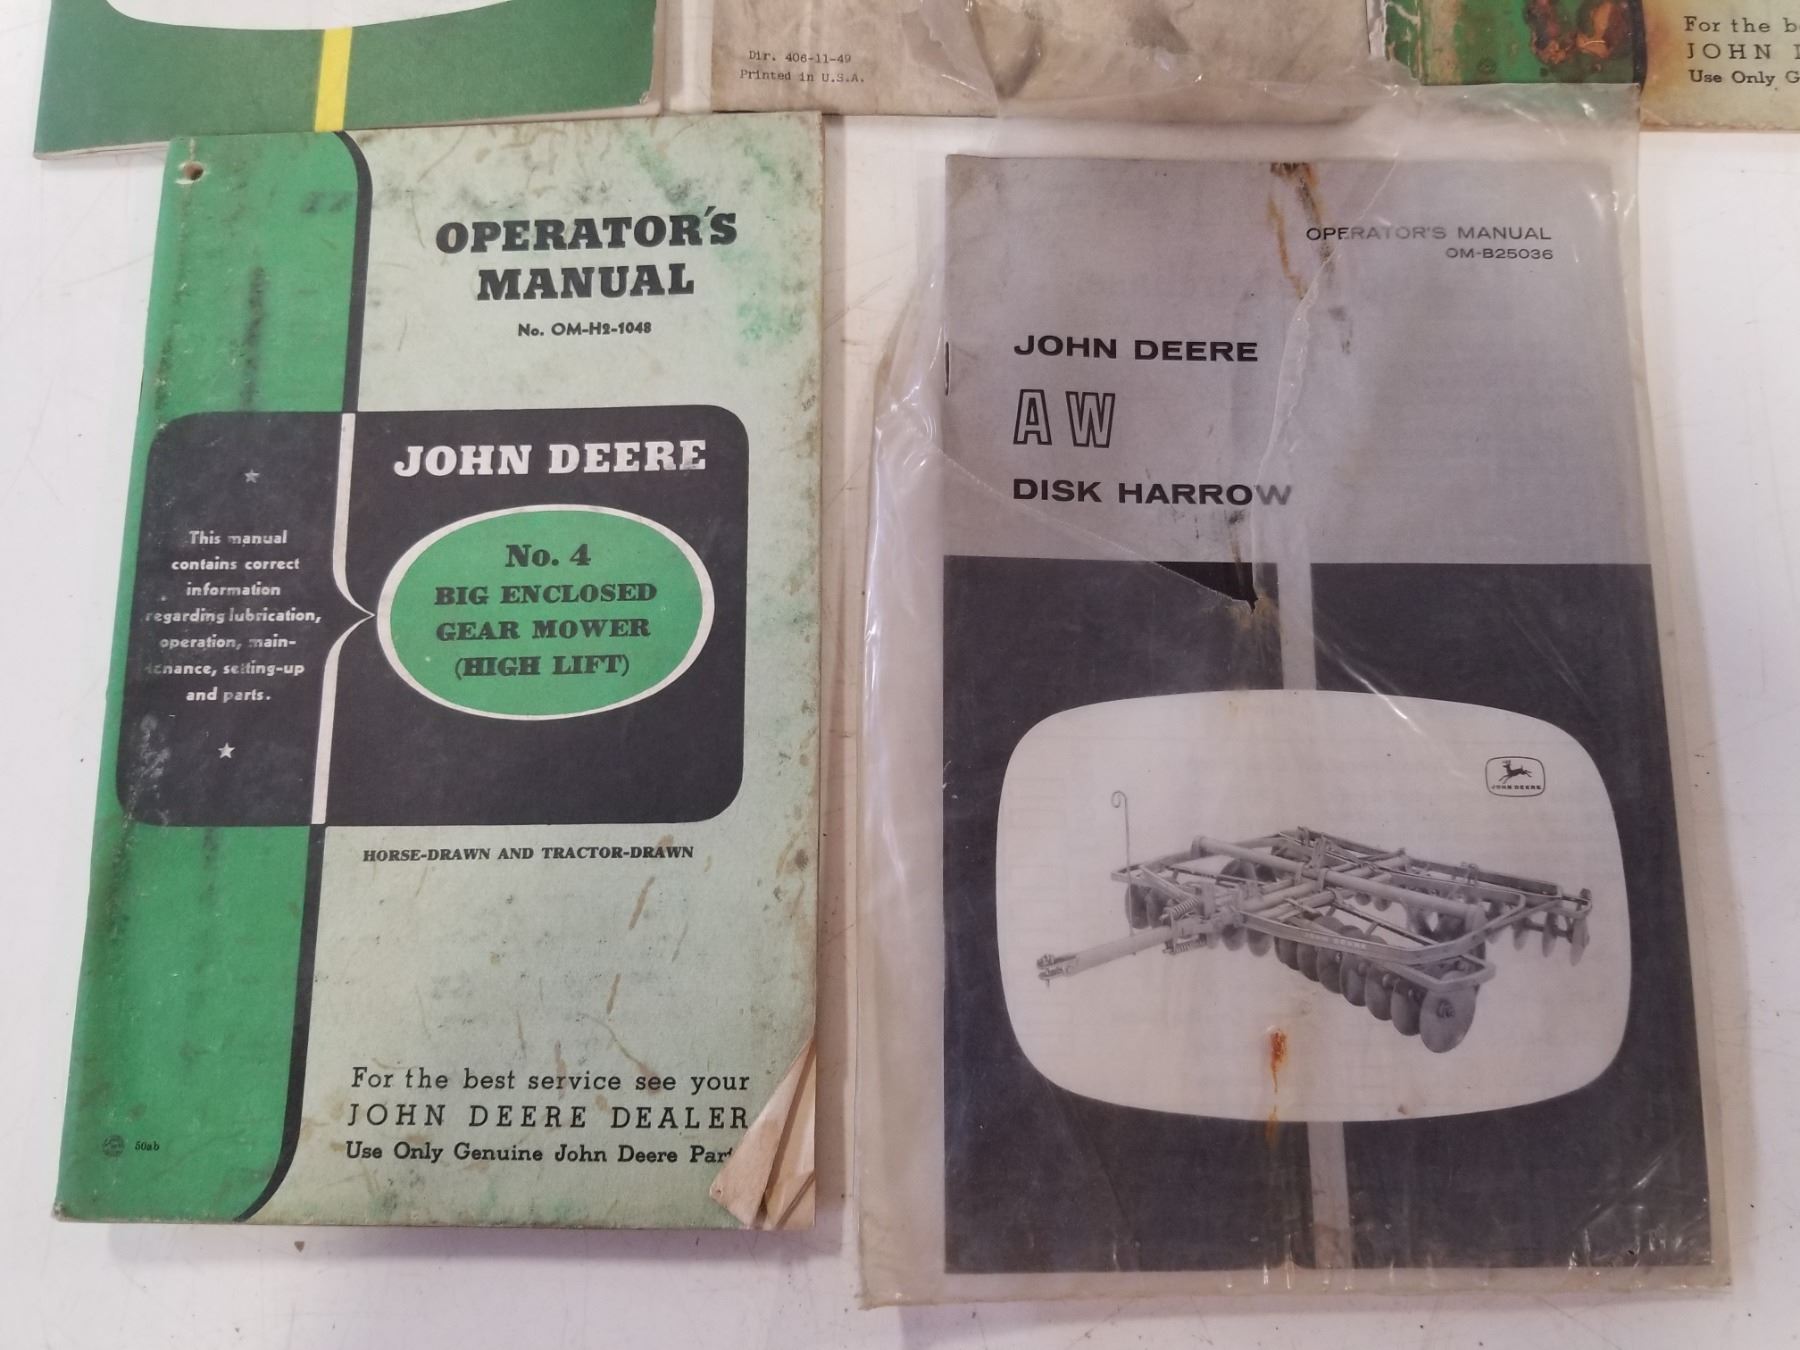 Dir. 406-11-49
Printed in U.S.A.
For the
JOHN
Use Only
OPERATOR'S
MANUAL
No. OM-H2-1048
JOHN DEERE
No. 4
BIG ENCLOSED
GEAR MOWER
(HIGH LIFT)
This manual
contains correct
information
regarding lubrication,
operation, main-
tenance, setting-up
and parts.
HORSE-DRAWN AND TRACTOR-DRAWN
For the best service see your
JOHN DEERE DEALER
Use Only Genuine John Deere
50ab
OPERATOR'S MANUAL
OM-B25036
JOHN DEERE
AW
DISK HARROW
JOHN DEERE
JOHN DEERE